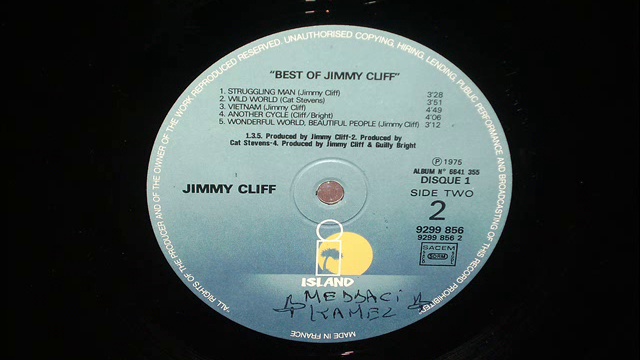 "ALL RIGHTS OF THE PRODUCER AND OF THE OWNER OF THE WORK REPRODUCED RESERVED. UNAUTHORISED COPYING, HIRING, LENDING, PUBLIC PERFORMANCE AND BROADCASTING OF THIS RECORD PROHIBITED"
"BEST OF JIMMY CLIFF"
1. STRUGGLING MAN (Jimmy Cliff) 3'28
2. WILD WORLD (Cat Stevens) 3'51
3. VIETNAM (Jimmy Cliff) 4'49
4. ANOTHER CYCLE (Cliff/Bright) 4'06
5. WONDERFUL WORLD, BEAUTIFUL PEOPLE (Jimmy Cliff) 3'12
1.3.5. Produced by Jimmy Cliff-2. Produced by
Cat Stevens-4. Produced by Jimmy Cliff & Guilly Bright
℗ 1975
ALBUM N° 6641 355
DISQUE 1
JIMMY CLIFF
SIDE TWO
2
9299 856
9299 856 2
SACEM
SDRM
ISLAND
MEDDACI
KAMEL
MADE IN FRANCE